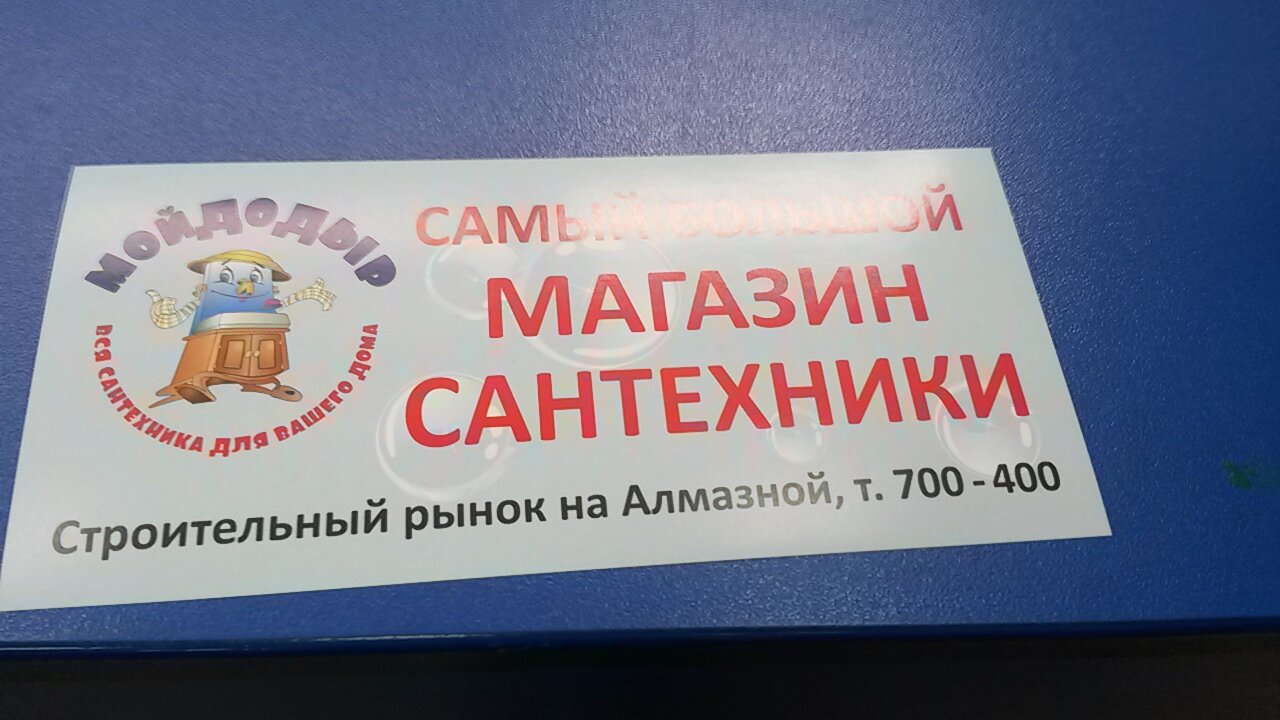 МОЙДОДЫР
ВСЯ САНТЕХНИКА ДЛЯ ВАШЕГО ДОМА
САМЫЙ БОЛЬШОЙ
МАГАЗИН
САНТЕХНИКИ
Строительный рынок на Алмазной, т. 700-400